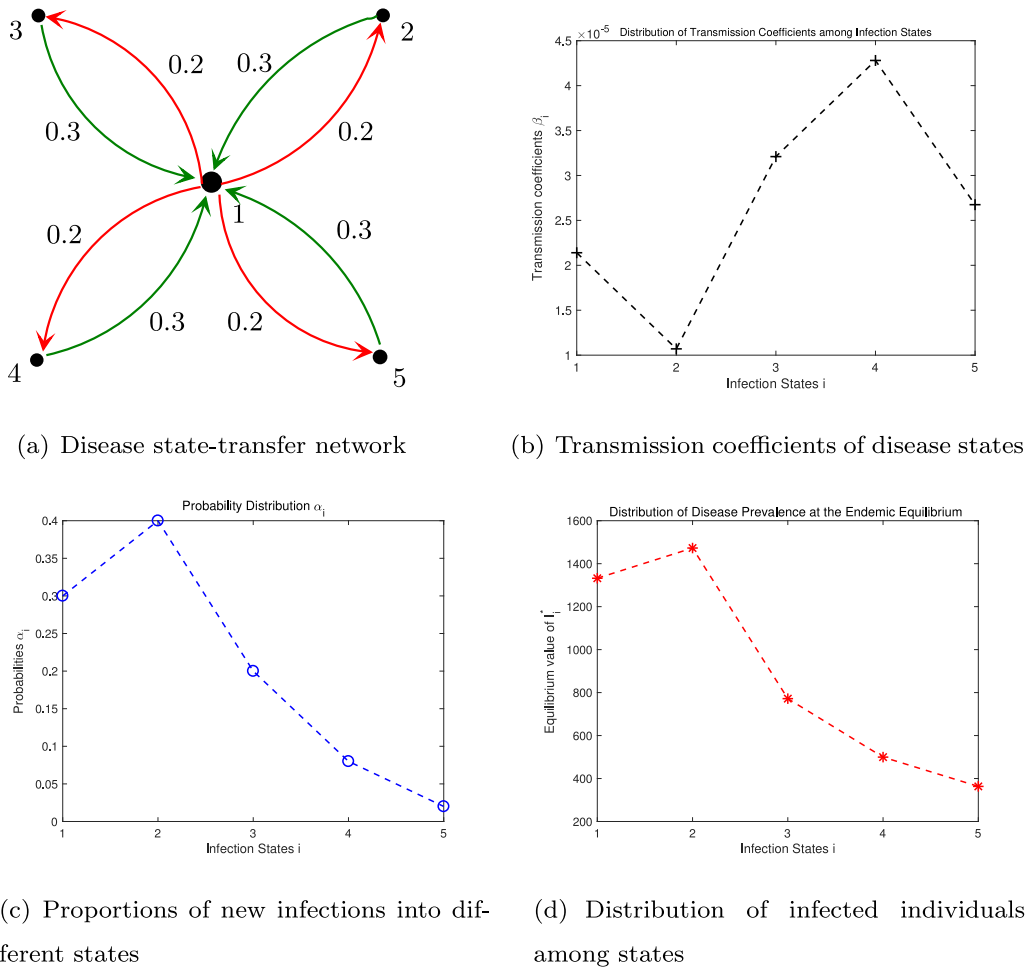 3
2
0.2
0.3
0.3
0.2
1
0.2
0.3
0.3
0.2
4
5
(a) Disease state-transfer network
Distribution of Transmission Coefficients among Infection States
4.5 ×10⁻⁵
4
3.5
3
2.5
2
1.5
1
Transmission coefficients βᵢ
1 2 3 4 5
Infection States i
(b) Transmission coefficients of disease states
Probability Distribution αᵢ
0.4
0.35
0.3
0.25
0.2
0.15
0.1
0.05
0
Probabilities αᵢ
1 2 3 4 5
Infection States i
(c) Proportions of new infections into dif-
ferent states
Distribution of Disease Prevalence at the Endemic Equilibrium
1600
1400
1200
1000
800
600
400
200
Equilibrium value of Iᵢ*
1 2 3 4 5
Infection States i
(d) Distribution of infected individuals
among states